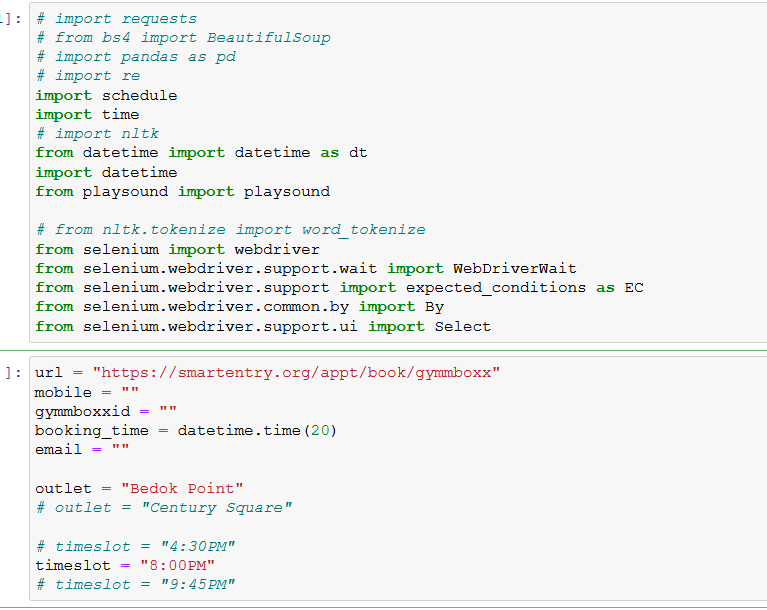 ]: # import requests
# from bs4 import BeautifulSoup
# import pandas as pd
# import re
import schedule
import time
# import nltk
from datetime import datetime as dt
import datetime
from playsound import playsound
# from nltk.tokenize import word_tokenize
from selenium import webdriver
from selenium.webdriver.support.wait import WebDriverWait
from selenium.webdriver.support import expected_conditions as EC
from selenium.webdriver.common.by import By
from selenium.webdriver.support.ui import Select
]: url = "https://smartentry.org/appt/book/gymmboxx"
mobile = ""
gymmboxxid = ""
booking_time = datetime.time(20)
email = ""
outlet = "Bedok Point"
# outlet = "Century Square"
# timeslot = "4:30PM"
timeslot = "8:00PM"
# timeslot = "9:45PM"